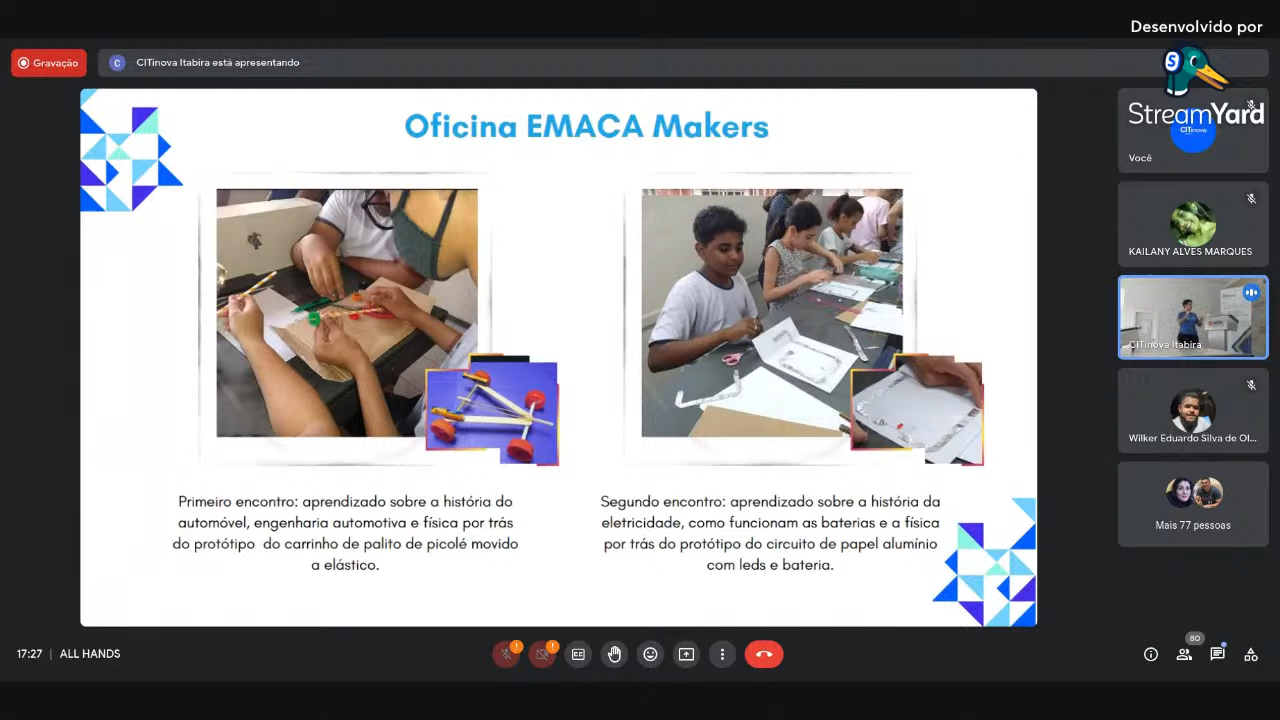 Desenvolvido por
StreamYard
Gravação
C
CITinova Itabira está apresentando
Oficina EMACA Makers
Primeiro encontro: aprendizado sobre a história do
automóvel, engenharia automotiva e física por trás
do protótipo do carrinho de palito de picolé movido
a elástico.
Segundo encontro: aprendizado sobre a história da
eletricidade, como funcionam as baterias e a física
por trás do protótipo do circuito de papel alumínio
com leds e bateria.
CITinova
Você
KAILANY ALVES MARQUES
CITinova Itabira
Wilker Eduardo Silva de Ol...
Mais 77 pessoas
17:27 | ALL HANDS
80